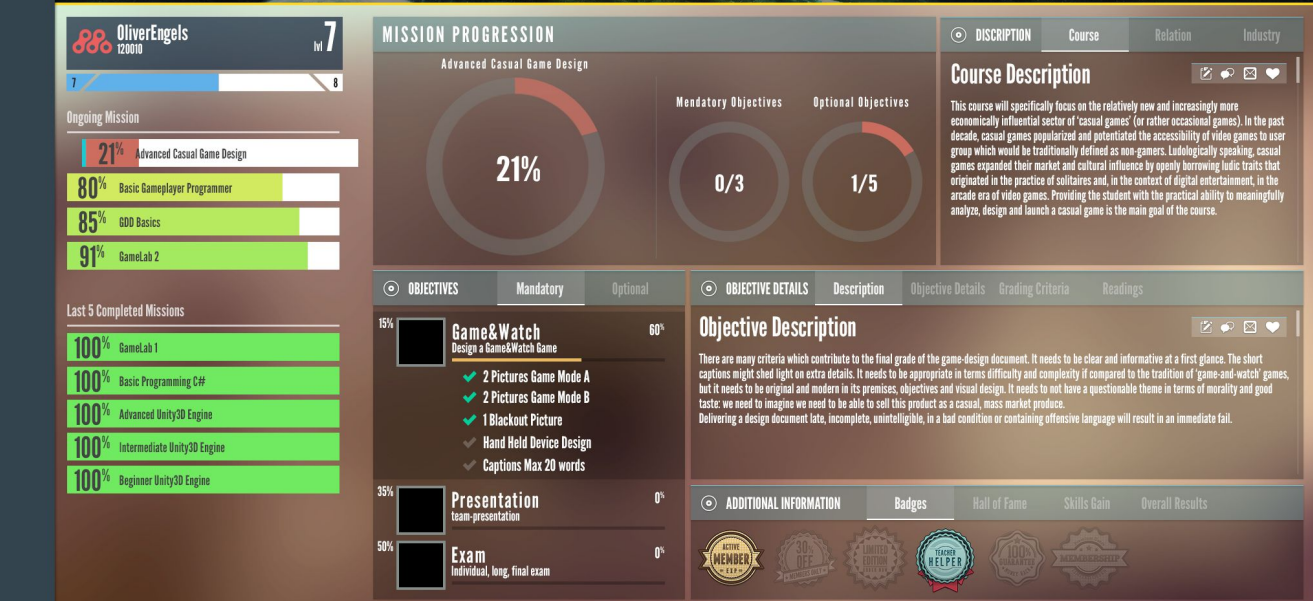 OliverEngels
120010
lvl 7
7
8
Ongoing Mission
21% Advanced Casual Game Design
80% Basic Gameplayer Programmer
85% GDD Basics
91% GameLab 2
Last 5 Completed Missions
100% GameLab 1
100% Basic Programming C#
100% Advanced Unity3D Engine
100% Intermediate Unity3D Engine
100% Beginner Unity3D Engine
MISSION PROGRESSION
Advanced Casual Game Design
21%
Mendatory Objectives
0/3
Optional Objectives
1/5
DISCRIPTION Course Relation Industry
Course Description
This course will specifically focus on the relatively new and increasingly more
economically influential sector of 'casual games' (or rather occasional games). In the past
decade, casual games popularized and potentiated the accessibility of video games to user
group which would be traditionally defined as non-gamers. Ludologically speaking, casual
games expanded their market and cultural influence by openly borrowing ludic traits that
originated in the practice of solitaires and, in the context of digital entertainment, in the
arcade era of video games. Providing the student with the practical ability to meaningfully
analyze, design and launch a casual game is the main goal of the course.
OBJECTIVES Mandatory Optional
15% Game&Watch 60%
Design a Game&Watch Game
2 Pictures Game Mode A
2 Pictures Game Mode B
1 Blackout Picture
Hand Held Device Design
Captions Max 20 words
35% Presentation 0%
team-presentation
50% Exam 0%
Individual, long, final exam
OBJECTIVE DETAILS Description Objective Details Grading Criteria Readings
Objective Description
There are many criteria which contribute to the final grade of the game-design document. It needs to be clear and informative at a first glance. The short
captions might shed light on extra details. It needs to be appropriate in terms difficulty and complexity if compared to the tradition of 'game-and-watch' games,
but it needs to be original and modern in its premises, objectives and visual design. It needs to not have a questionable theme in terms of morality and good
taste: we need to imagine we need to be able to sell this product as a casual, mass market produce.
Delivering a design document late, incomplete, unintelligible, in a bad condition or containing offensive language will result in an immediate fail.
ADDITIONAL INFORMATION Badges Hall of Fame Skills Gain Overall Results
ACTIVE
MEMBER
EXP
30%
OFF
LIMITED
EDITION
TEACHER
HELPER
100%
GUARANTEE
MEMBERSHIP